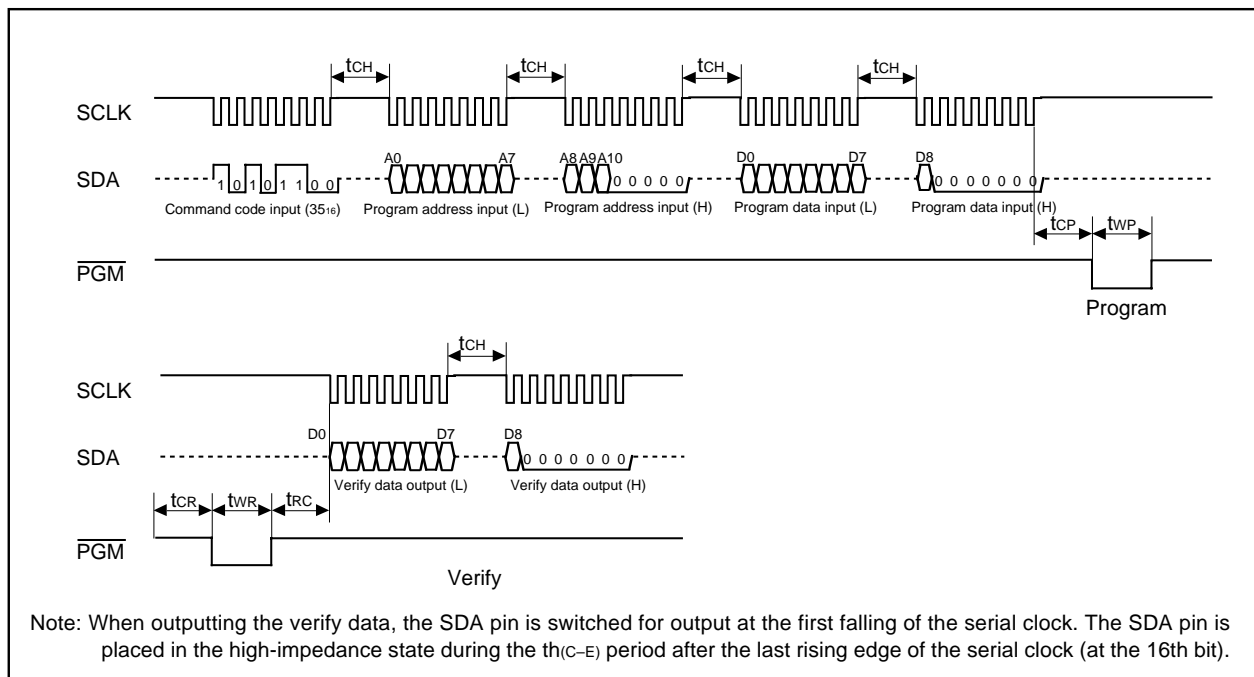 tCH tCH tCH tCH
SCLK
A0 A7 A8 A9 A10 D0 D7 D8
SDA
1 0 1 0 1 1 0 0 0 0 0 0 0 0 0 0 0 0 0 0
Command code input (3516) Program address input (L) Program address input (H) Program data input (L) Program data input (H)
tCP tWP
PGM
Program
tCH
SCLK
D0 D7 D8
SDA
0 0 0 0 0 0 0
Verify data output (L) Verify data output (H)
tCR tWR tRC
PGM
Verify
Note: When outputting the verify data, the SDA pin is switched for output at the first falling of the serial clock. The SDA pin is
placed in the high-impedance state during the th(C–E) period after the last rising edge of the serial clock (at the 16th bit).